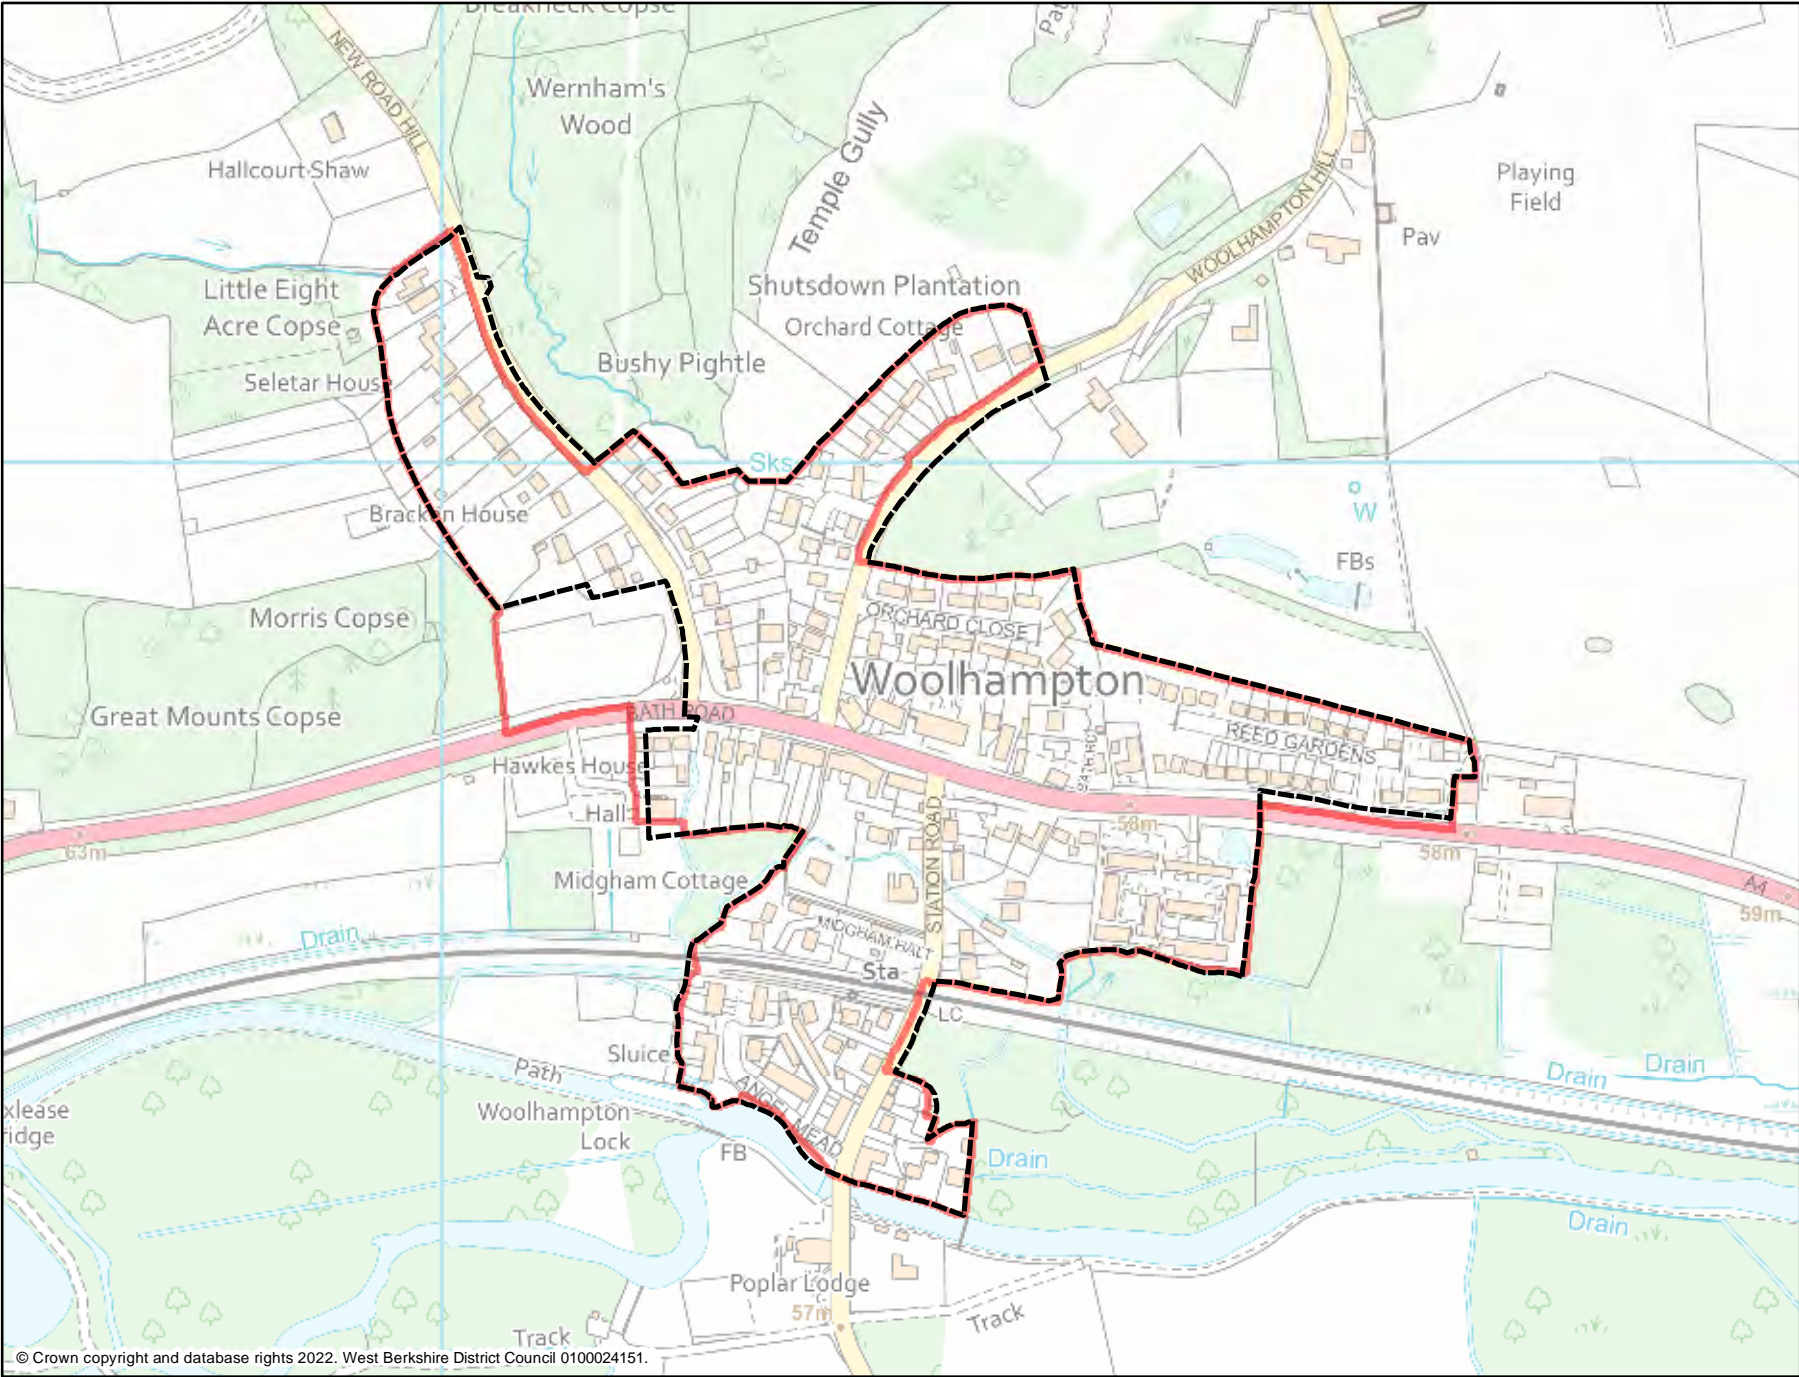 Breakneck Copse
NEW ROAD HILL
Wernham's
Wood
Hallcourt Shaw
Temple Gully
Playing
Field
Pav
WOOLHAMPTON HILL
Little Eight
Acre Copse
Shutsdown Plantation
Orchard Cottage
Bushy Pightle
Seletar House
Sks
Bracken House
W
FBs
Morris Copse
ORCHARD CLOSE
Woolhampton
Great Mounts Copse
BATH ROAD
REED GARDENS
Hawkes House
Hall
STATION ROAD
58m
63m
58m
A4
59m
Midgham Cottage
MIDGHAM HALT
Drain
Sta
LC
Sluice
Path
Drain
Drain
ANGEL MEAD
Woolhampton
Lock
FB
Drain
Drain
Poplar Lodge
57m
Track
Track
© Crown copyright and database rights 2022. West Berkshire District Council 0100024151.